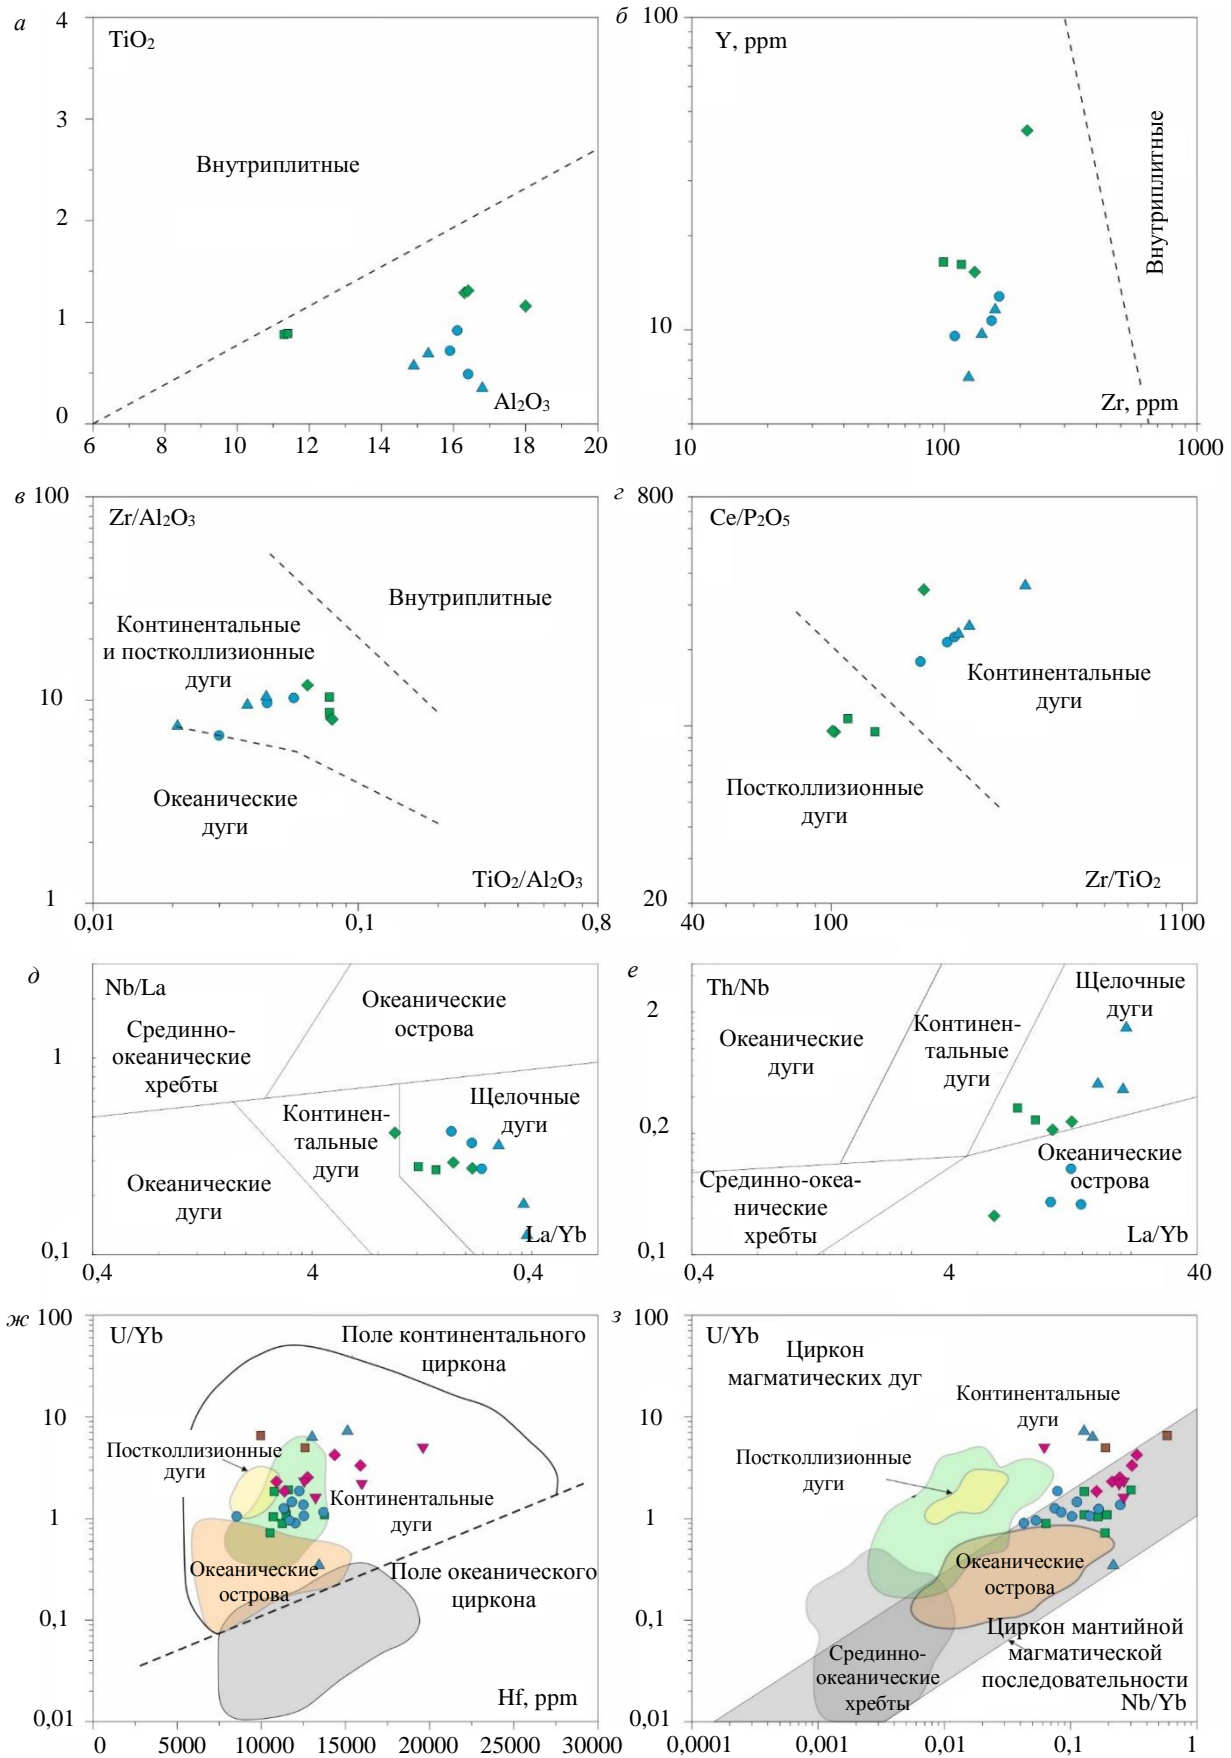 а
4
TiO2
3
Внутриплитные
2
1
0
Al2O3
6
8
10
12
14
16
18
20
б
100
Y, ppm
Внутриплитные
10
Zr, ppm
10
100
1000
в
100
Zr/Al2O3
Внутриплитные
Континентальные
и постколлизионные
дуги
10
Океанические
дуги
TiO2/Al2O3
1
0,01
0,1
0,8
г
800
Ce/P2O5
Континентальные
дуги
Постколлизионные
дуги
Zr/TiO2
20
40
100
1100
д
Nb/La
Океанические
острова
Срединно-
океанические
хребты
1
Щелочные
дуги
Континен-
тальные
дуги
Океанические
дуги
La/Yb
0,1
0,4
4
0,4
е
Th/Nb
Щелочные
дуги
2
Океанические
дуги
Континен-
тальные
дуги
0,2
Океанические
острова
Срединно-океа-
нические
хребты
La/Yb
0,1
0,4
4
40
ж
100
U/Yb
Поле континентального
циркона
10
Постколлизионные
дуги
Континентальные
дуги
1
Океанические
острова
Поле океанического
циркона
0,1
Hf, ppm
0,01
0
5000
10000
15000
20000
25000
30000
з
100
U/Yb
Циркон
магматических дуг
Континентальные
дуги
10
Постколлизионные
дуги
1
Океанические
острова
0,1
Циркон мантийной
магматической
последовательности
Срединно-
океанические
хребты
Nb/Yb
0,01
0,0001
0,001
0,01
0,1
1